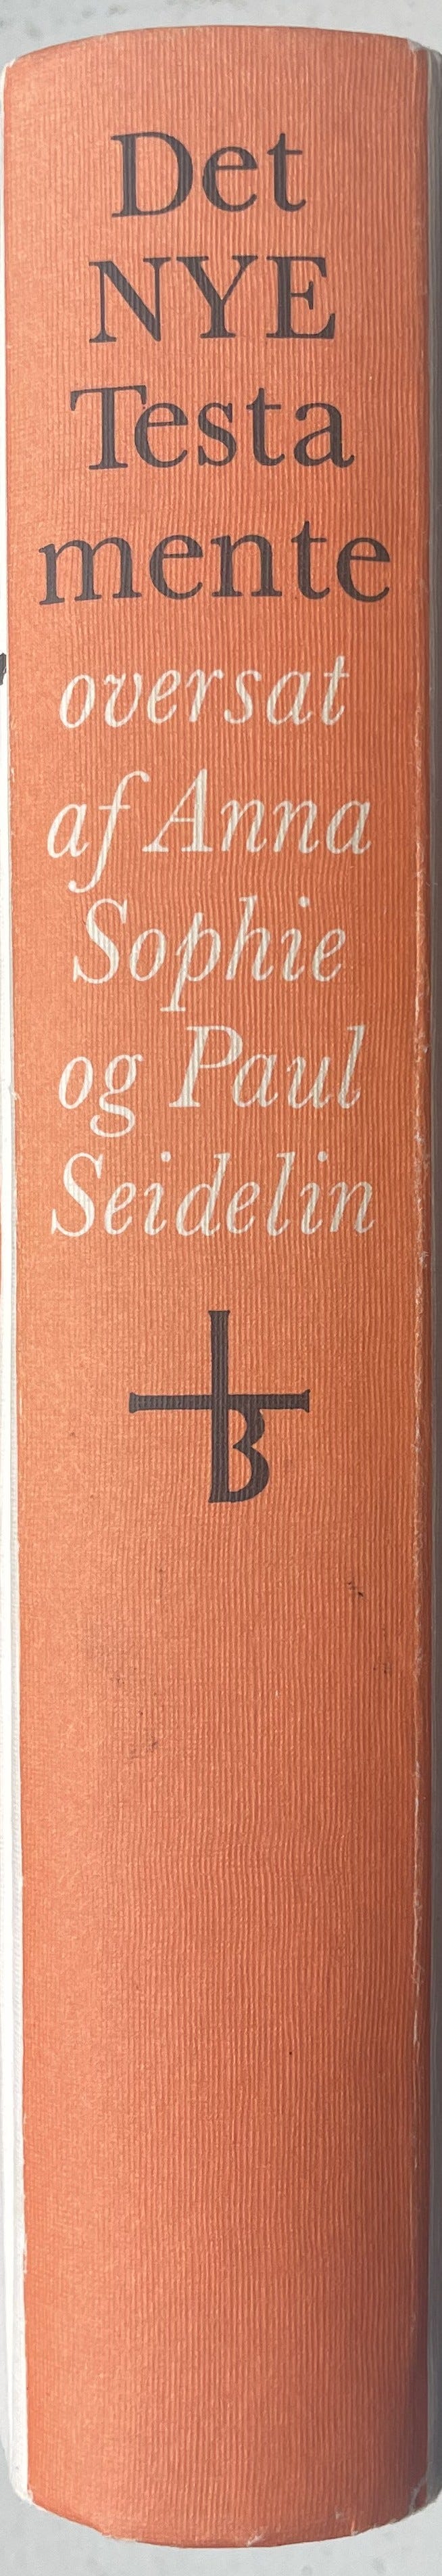 Det
NYE
Testa
mente
oversat
af Anna
Sophie
og Paul
Seidelin
B